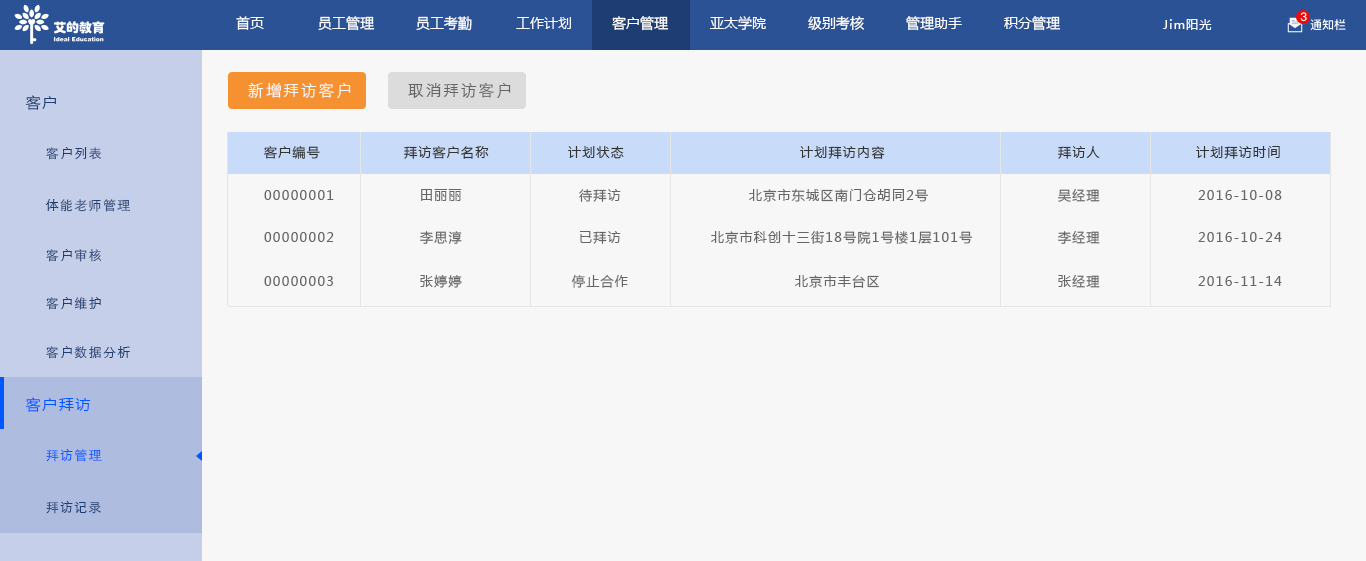 艾的教育
Ideal Education
首页 员工管理 员工考勤 工作计划 客户管理 亚太学院 级别考核 管理助手 积分管理 Jim阳光 3 通知栏
客户
客户列表
体能老师管理
客户审核
客户维护
客户数据分析
客户拜访
拜访管理
拜访记录
新增拜访客户 取消拜访客户
客户编号 拜访客户名称 计划状态 计划拜访内容 拜访人 计划拜访时间
00000001 田丽丽 待拜访 北京市东城区南门仓胡同2号 吴经理 2016-10-08
00000002 李思淳 已拜访 北京市科创十三街18号院1号楼1层101号 李经理 2016-10-24
00000003 张婷婷 停止合作 北京市丰台区 张经理 2016-11-14